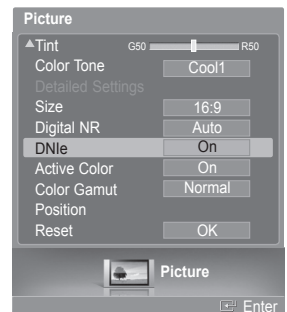 Picture
▲Tint G50 R50
Color Tone Cool1
Detailed Settings
Size 16:9
Digital NR Auto
DNIe On
Active Color On
Color Gamut Normal
Position
Reset OK
Picture
Enter